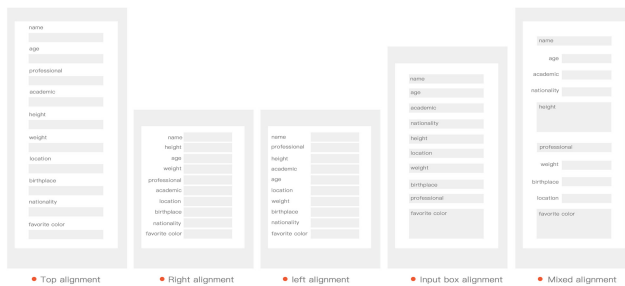 name
age
professional
academic
height
weight
location
birthplace
nationality
favorite color
name
height
age
weight
professional
academic
location
birthplace
nationality
favorite color
name
professional
height
academic
age
location
weight
birthplace
nationality
favorite color
name
age
academic
nationality
height
location
weight
birthplace
professional
favorite color
name
age
academic
nationality
height
professional
weight
birthplace
location
favorite color
Top alignment
Right alignment
left alignment
Input box alignment
Mixed alignment